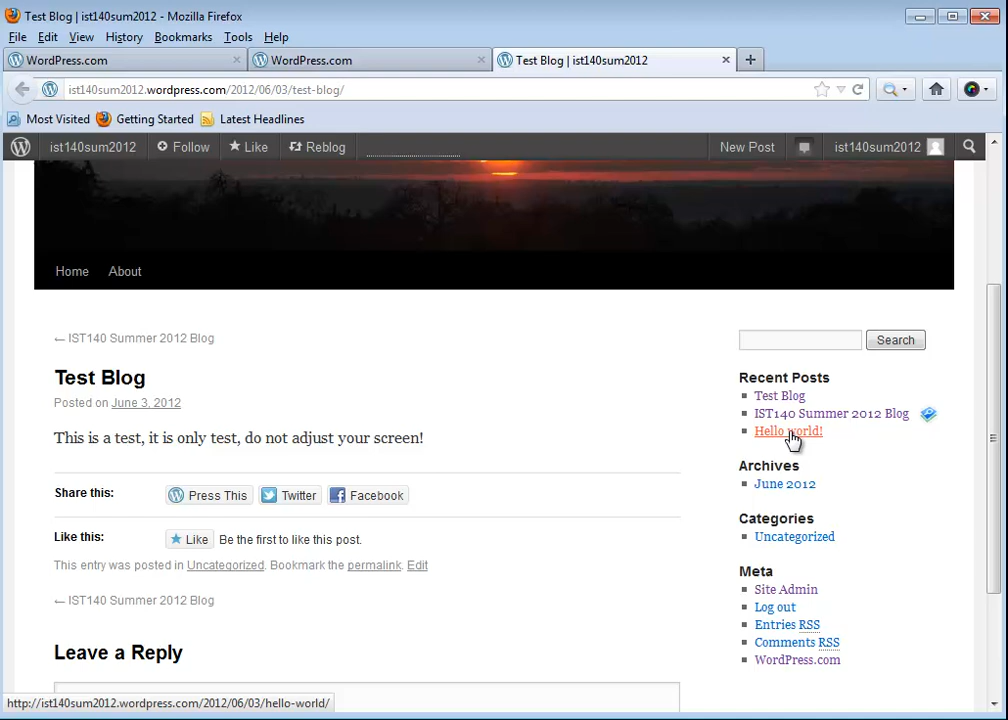 Test Blog | ist140sum2012 - Mozilla Firefox
File Edit View History Bookmarks Tools Help
WordPress.com WordPress.com Test Blog | ist140sum2012
ist140sum2012.wordpress.com/2012/06/03/test-blog/
Most Visited Getting Started Latest Headlines
ist140sum2012 Follow Like Reblog New Post ist140sum2012
Home About
← IST140 Summer 2012 Blog
Test Blog
Posted on June 3, 2012
This is a test, it is only test, do not adjust your screen!
Share this: Press This Twitter Facebook
Like this: Like Be the first to like this post.
This entry was posted in Uncategorized. Bookmark the permalink. Edit
← IST140 Summer 2012 Blog
Leave a Reply
Search
Recent Posts
Test Blog
IST140 Summer 2012 Blog
Hello world!
Archives
June 2012
Categories
Uncategorized
Meta
Site Admin
Log out
Entries RSS
Comments RSS
WordPress.com
http://ist140sum2012.wordpress.com/2012/06/03/hello-world/